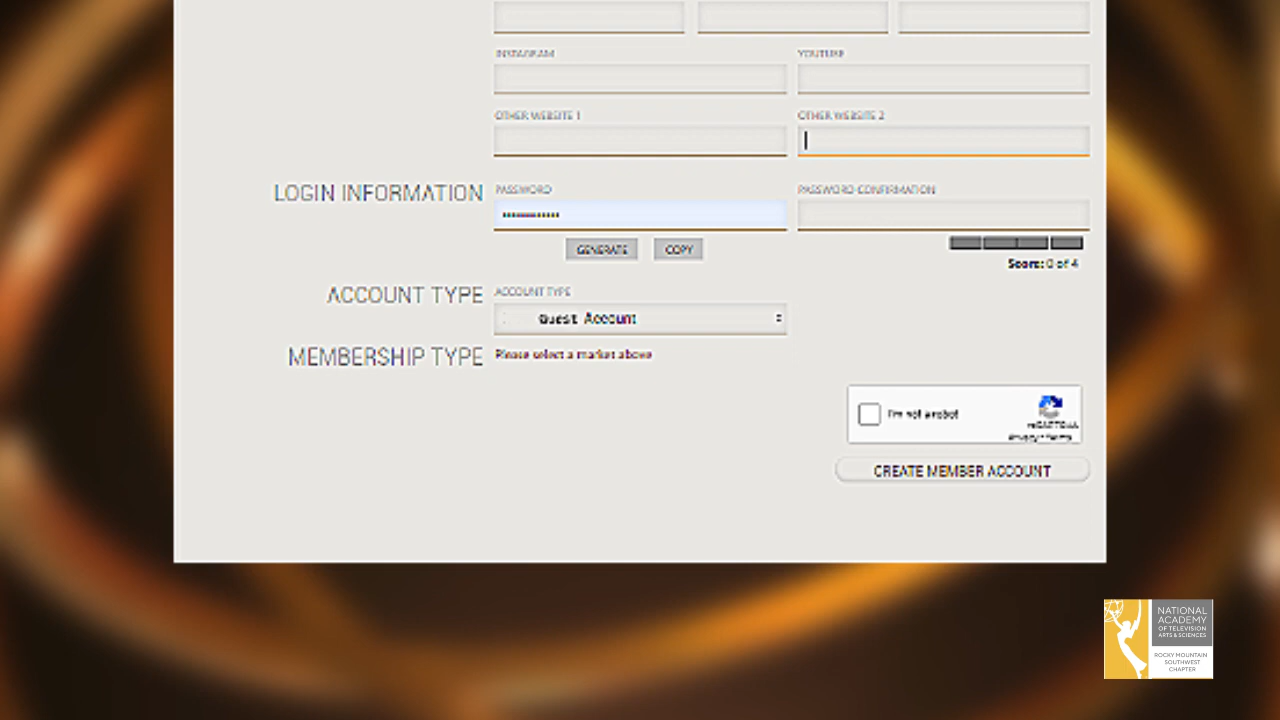 INSTAGRAM YOUTUBE
OTHER WEBSITE 1 OTHER WEBSITE 2
LOGIN INFORMATION PASSWORD PASSWORD CONFIRMATION
••••••••••••
GENERATE COPY
Score: 0 of 4
ACCOUNT TYPE ACCOUNT TYPE
Guest Account
MEMBERSHIP TYPE Please select a market above
I'm not a robot
reCAPTCHA
Privacy - Terms
CREATE MEMBER ACCOUNT
NATIONAL
ACADEMY
OF TELEVISION
ARTS & SCIENCES
ROCKY MOUNTAIN
SOUTHWEST
CHAPTER